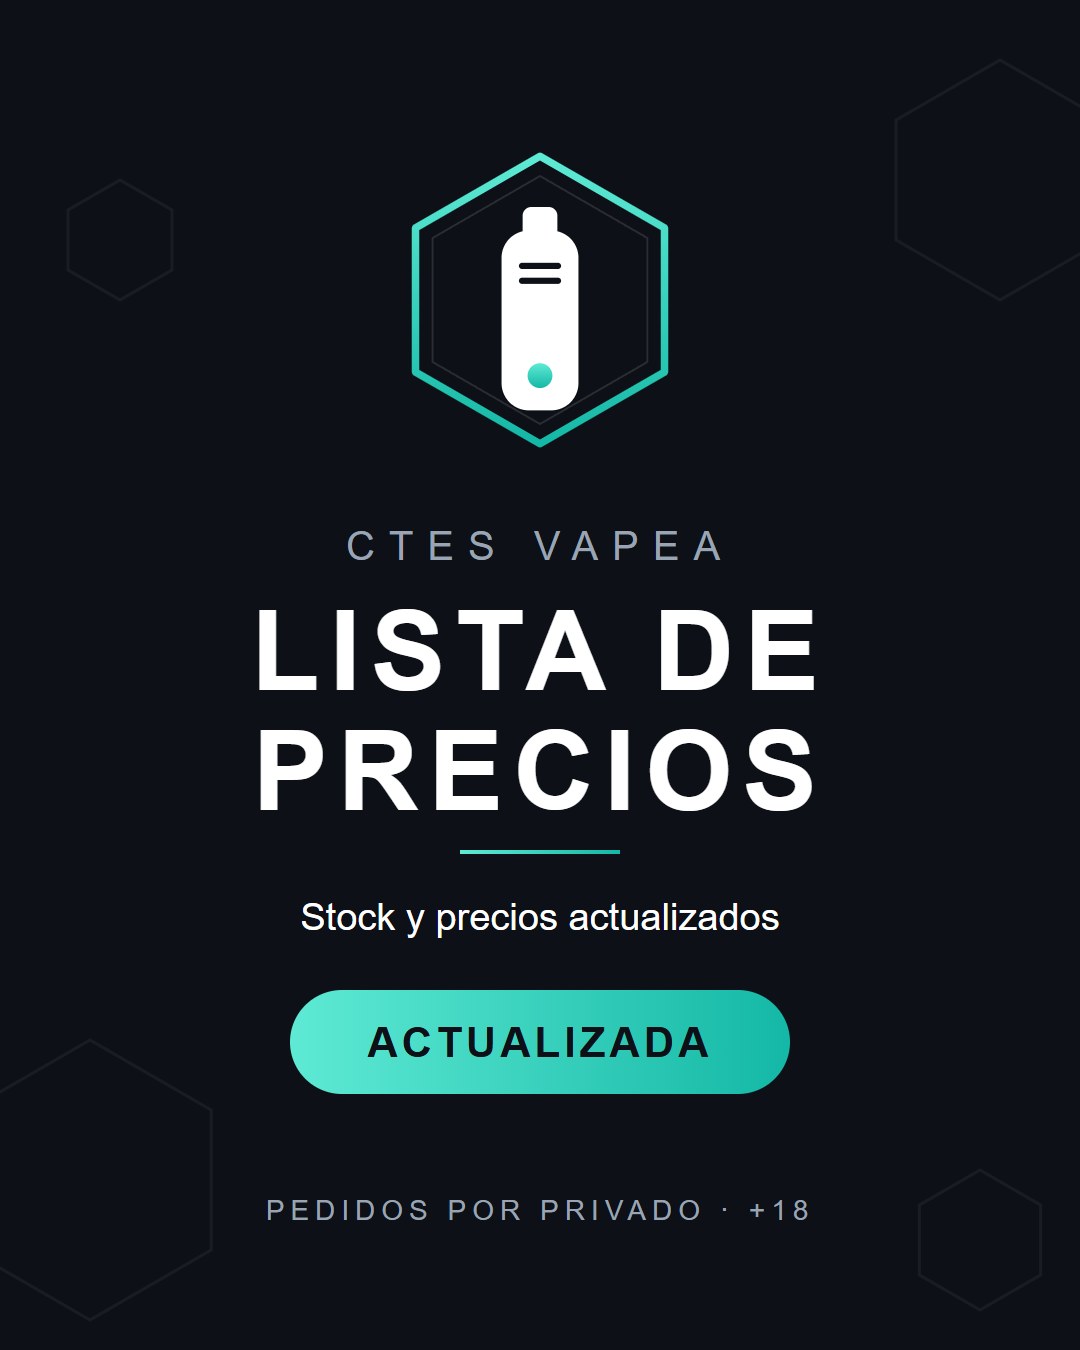 CTES VAPEA
LISTA DE
PRECIOS
Stock y precios actualizados
ACTUALIZADA
PEDIDOS POR PRIVADO · +18